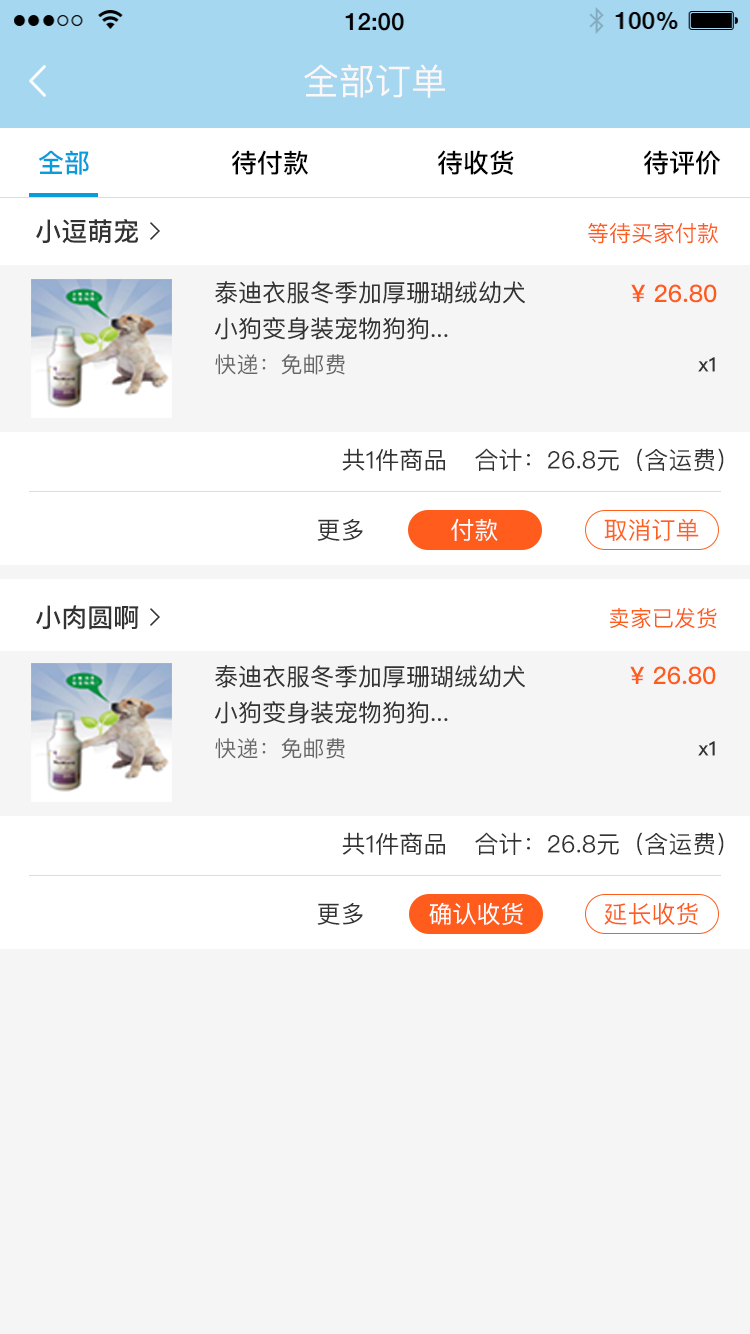 12:00 100%
全部订单
全部 待付款 待收货 待评价
小逗萌宠 等待买家付款
泰迪衣服冬季加厚珊瑚绒幼犬 ¥ 26.80
小狗变身装宠物狗狗...
快递：免邮费 x1
共1件商品 合计：26.8元（含运费）
更多 付款 取消订单
小肉圆啊 卖家已发货
泰迪衣服冬季加厚珊瑚绒幼犬 ¥ 26.80
小狗变身装宠物狗狗...
快递：免邮费 x1
共1件商品 合计：26.8元（含运费）
更多 确认收货 延长收货